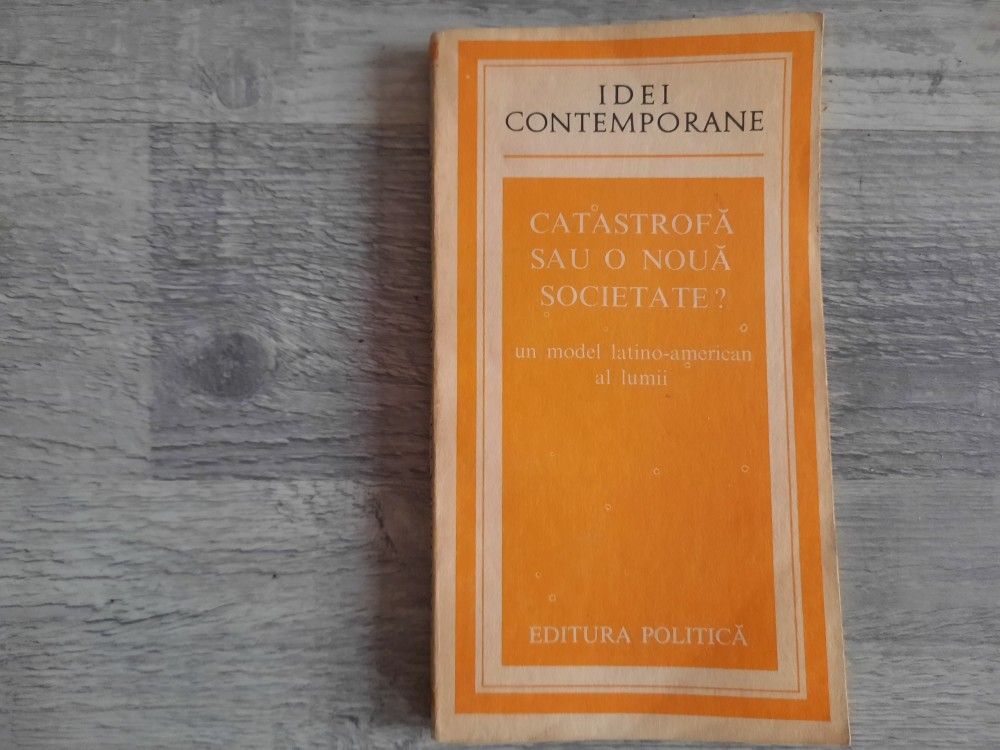 IDEI
CONTEMPORANE
CATASTROFĂ
SAU O NOUĂ
SOCIETATE?
un model latino-american
al lumii
EDITURA POLITICĂ